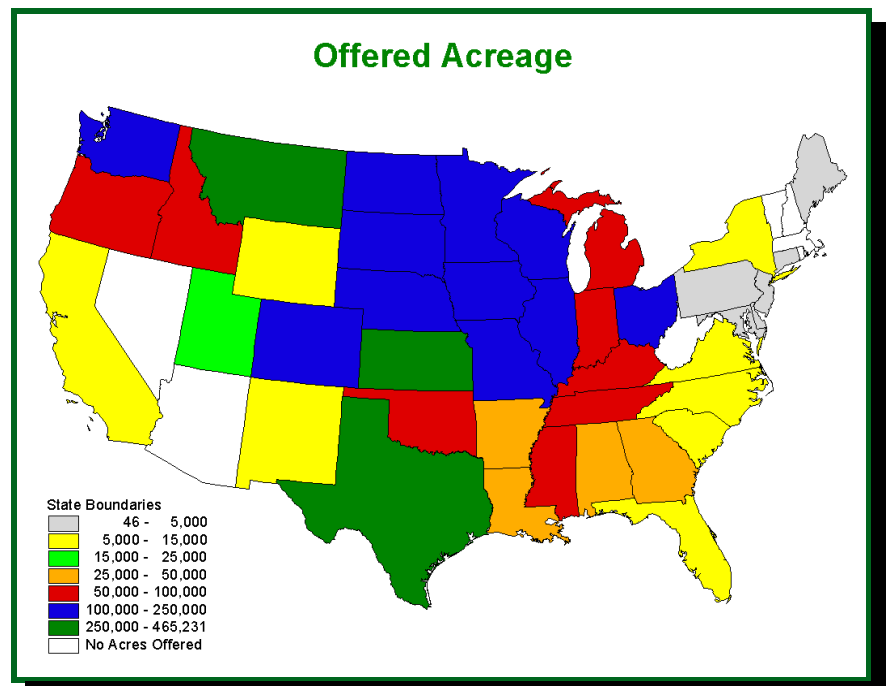 Offered Acreage
State Boundaries
46 - 5,000
5,000 - 15,000
15,000 - 25,000
25,000 - 50,000
50,000 - 100,000
100,000 - 250,000
250,000 - 465,231
No Acres Offered